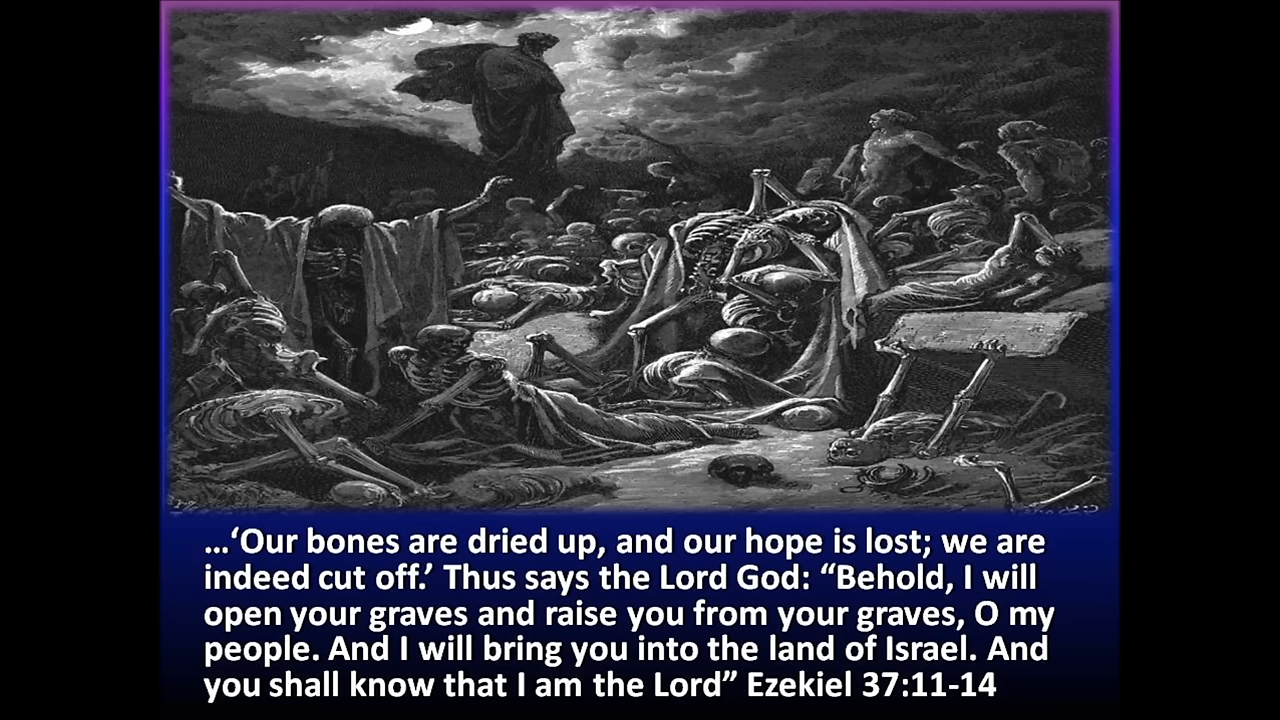 …‘Our bones are dried up, and our hope is lost; we are
indeed cut off.’ Thus says the Lord God: “Behold, I will
open your graves and raise you from your graves, O my
people. And I will bring you into the land of Israel. And
you shall know that I am the Lord” Ezekiel 37:11-14